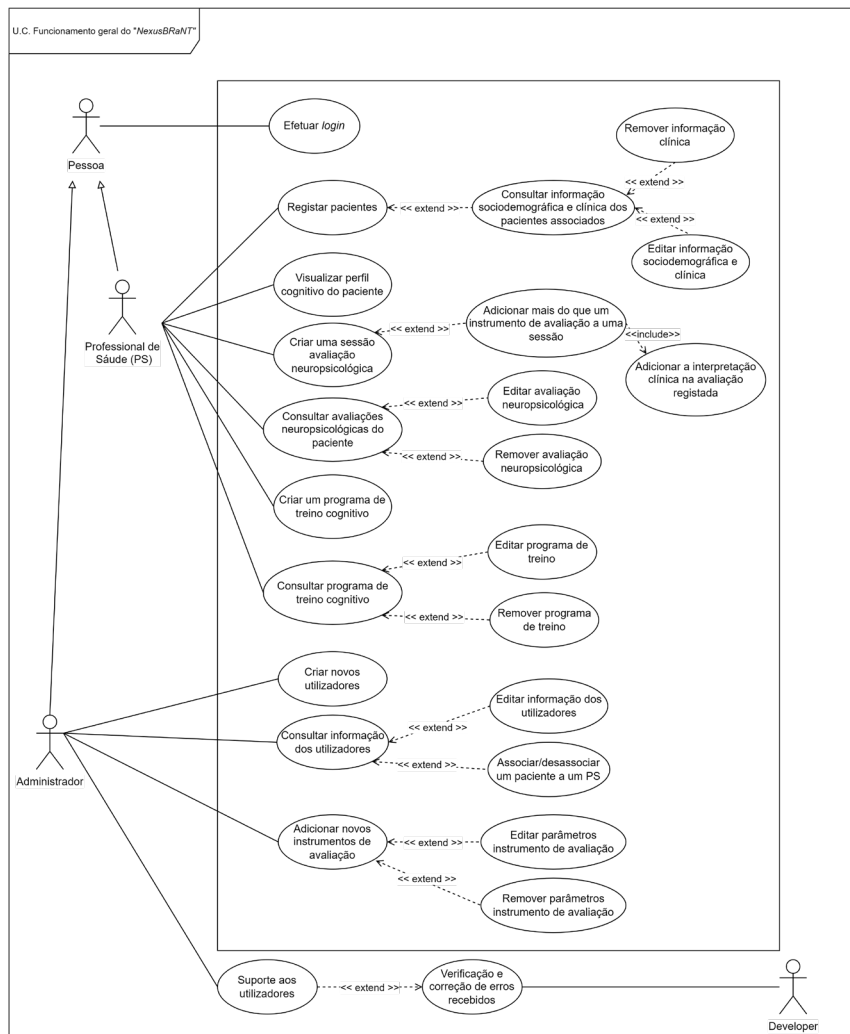 U.C. Funcionamento geral do "NexusBRaNT"
Efetuar login
Pessoa
Remover informação
clínica
<< extend >>
Registar pacientes
<< extend >>
Consultar informação
sociodemográfica e clínica dos
pacientes associados
<< extend >>
Editar informação
sociodemográfica e
clínica
Visualizar perfil
cognitivo do paciente
Professional de
Sáude (PS)
Criar uma sessão
avaliação
neuropsicológica
<< extend >>
Adicionar mais do que um
instrumento de avaliação a uma
sessão
<<include>>
Adicionar a interpretação
clínica na avaliação
registada
Consultar avaliações
neuropsicológicas do
paciente
<< extend >>
Editar avaliação
neuropsicológica
<< extend >>
Remover avaliação
neuropsicológica
Criar um programa de
treino cognitivo
Consultar programa de
treino cognitivo
<< extend >>
Editar programa de
treino
<< extend >>
Remover programa
de treino
Criar novos
utilizadores
Administrador
Consultar informação
dos utilizadores
<< extend >>
Editar informação dos
utilizadores
<< extend >>
Associar/desassociar
um paciente a um PS
Adicionar novos
instrumentos de
avaliação
<< extend >>
Editar parâmetros
instrumento de avaliação
<< extend >>
Remover parâmetros
instrumento de avaliação
Suporte aos
utilizadores
<< extend >>
Verificação e
correção de erros
recebidos
Developer